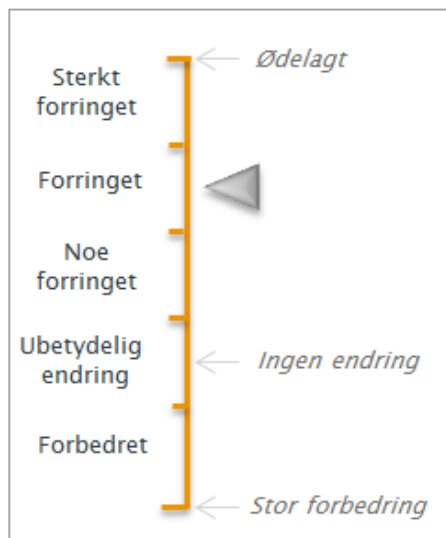 Ødelagt
Sterkt
forringet
Forringet
Noe
forringet
Ubetydelig
endring
Ingen endring
Forbedret
Stor forbedring